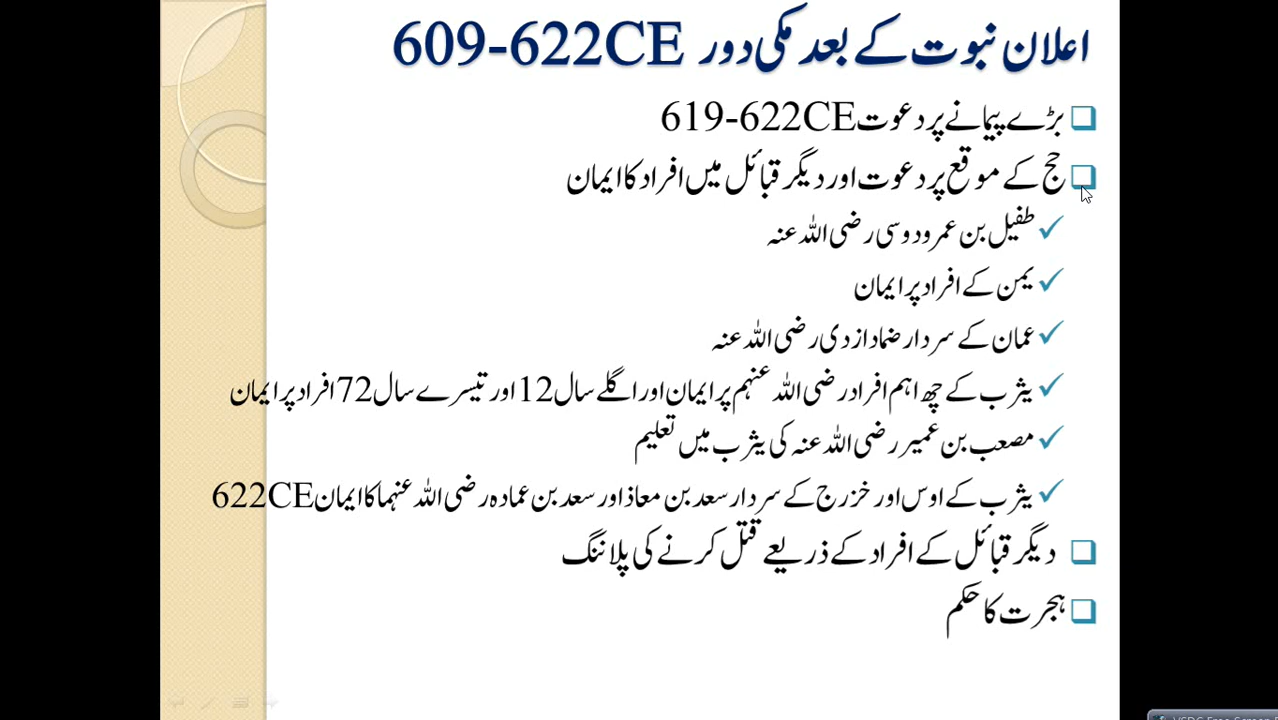 اعلان نبوت کے بعد مکی دور 609-622CE
بڑے پیمانے پر دعوت 619-622CE
حج کے موقع پر دعوت اور دیگر قبائل میں افراد کا ایمان
طفیل بن عمرو دوسی رضی اللہ عنہ
یمن کے افراد پر ایمان
عمان کے سردار ضماد ازدی رضی اللہ عنہ
یثرب کے چھ اہم افراد رضی اللہ عنہم پر ایمان اور اگلے سال 12 اور تیسرے سال 72 افراد پر ایمان
مصعب بن عمیر رضی اللہ عنہ کی یثرب میں تعلیم
یثرب کے اوس اور خزرج کے سردار سعد بن معاذ اور سعد بن عمادہ رضی اللہ عنہما کا ایمان 622CE
دیگر قبائل کے افراد کے ذریعے قتل کرنے کی پلاننگ
ہجرت کا حکم